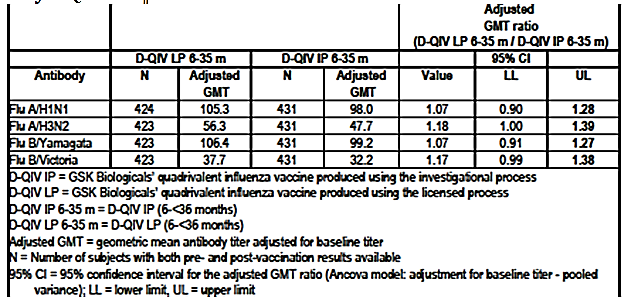 Adjusted
GMT ratio
(D-QIV LP 6-35 m / D-QIV IP 6-35 m)
D-QIV LP 6-35 m D-QIV IP 6-35 m 95% CI
Antibody N Adjusted GMT N Adjusted GMT Value LL UL
Flu A/H1N1 424 105.3 431 98.0 1.07 0.90 1.28
Flu A/H3N2 423 56.3 431 47.7 1.18 1.00 1.39
Flu B/Yamagata 423 106.4 431 99.2 1.07 0.91 1.27
Flu B/Victoria 423 37.7 431 32.2 1.17 0.99 1.38
D-QIV IP = GSK Biologicals' quadrivalent influenza vaccine produced using the investigational process
D-QIV LP = GSK Biologicals' quadrivalent influenza vaccine produced using the licensed process
D-QIV IP 6-35 m = D-QIV IP (6-<36 months)
D-QIV LP 6-35 m = D-QIV LP (6-<36 months)
Adjusted GMT = geometric mean antibody titer adjusted for baseline titer
N = Number of subjects with both pre- and post-vaccination results available
95% CI = 95% confidence interval for the adjusted GMT ratio (Ancova model: adjustment for baseline titer - pooled
variance); LL = lower limit, UL = upper limit